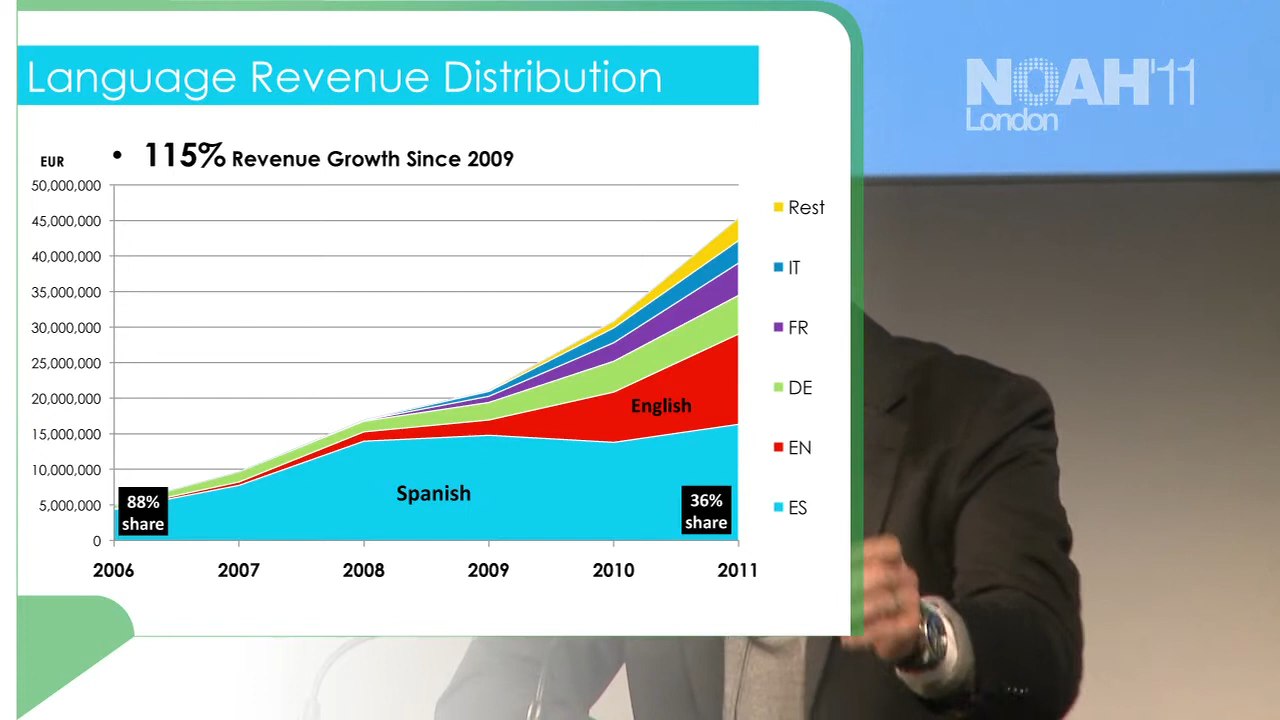 Language Revenue Distribution
NOAH'11
London
EUR
• 115% Revenue Growth Since 2009
50,000,000
45,000,000
40,000,000
35,000,000
30,000,000
25,000,000
20,000,000
15,000,000
10,000,000
5,000,000
0
Rest
IT
FR
DE
EN
ES
English
Spanish
88%
share
36%
share
2006 2007 2008 2009 2010 2011